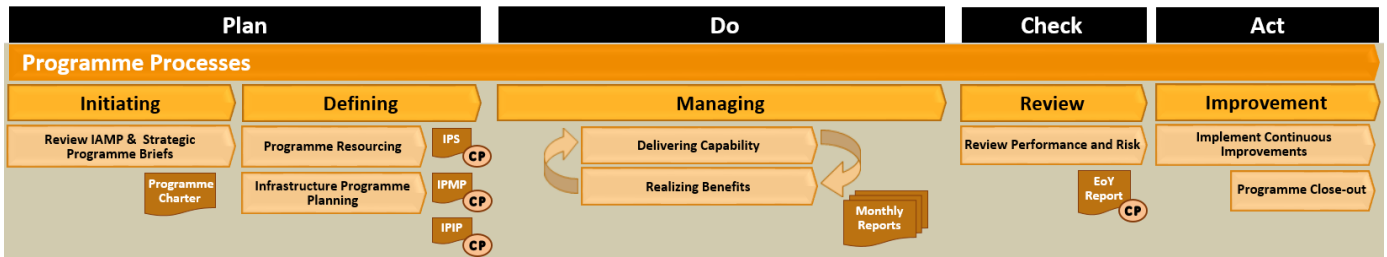 Plan
Do
Check
Act
Programme Processes
Initiating
Defining
Managing
Review
Improvement
Review IAMP & Strategic
Programme Briefs
Programme
Charter
Programme Resourcing
Infrastructure Programme
Planning
IPS
CP
IPMP
CP
IPIP
CP
Delivering Capability
Realizing Benefits
Monthly
Reports
Review Performance and Risk
EoY
Report
CP
Implement Continuous
Improvements
Programme Close-out